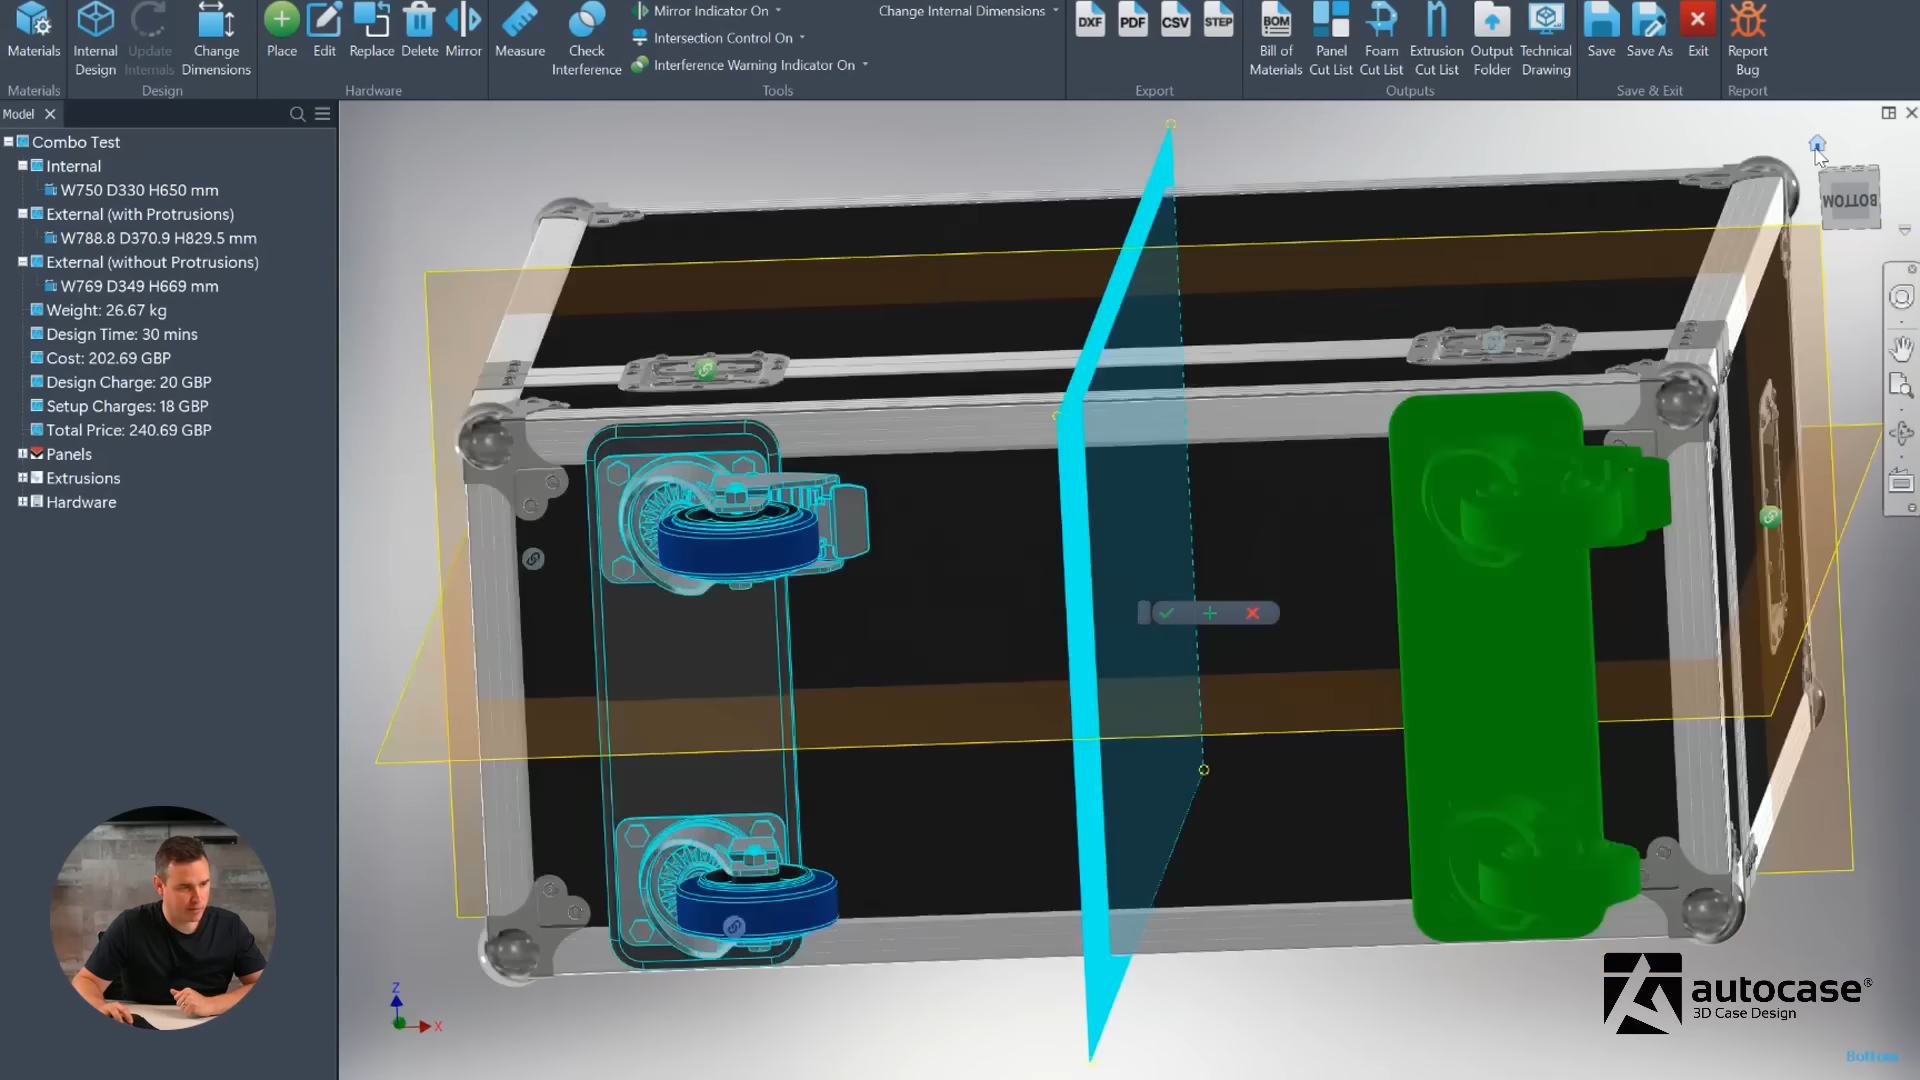 Materials
Internal
Design
Update
Internals
Change
Dimensions
Place
Edit
Replace
Delete
Mirror
Measure
Check
Interference
Mirror Indicator On
Intersection Control On
Interference Warning Indicator On
Change Internal Dimensions
DXF
PDF
CSV
STEP
BOM
Bill of
Materials
Panel
Cut List
Foam
Cut List
Extrusion
Cut List
Output
Folder
Technical
Drawing
Save
Save As
Exit
Report
Bug
Materials
Design
Hardware
Tools
Export
Outputs
Save & Exit
Report
Model
Combo Test
Internal
W750 D330 H650 mm
External (with Protrusions)
W788.8 D370.9 H829.5 mm
External (without Protrusions)
W769 D349 H669 mm
Weight: 26.67 kg
Design Time: 30 mins
Cost: 202.69 GBP
Design Charge: 20 GBP
Setup Charges: 18 GBP
Total Price: 240.69 GBP
Panels
Extrusions
Hardware
BOTTOM
Z
X
autocase®
3D Case Design
Bottom